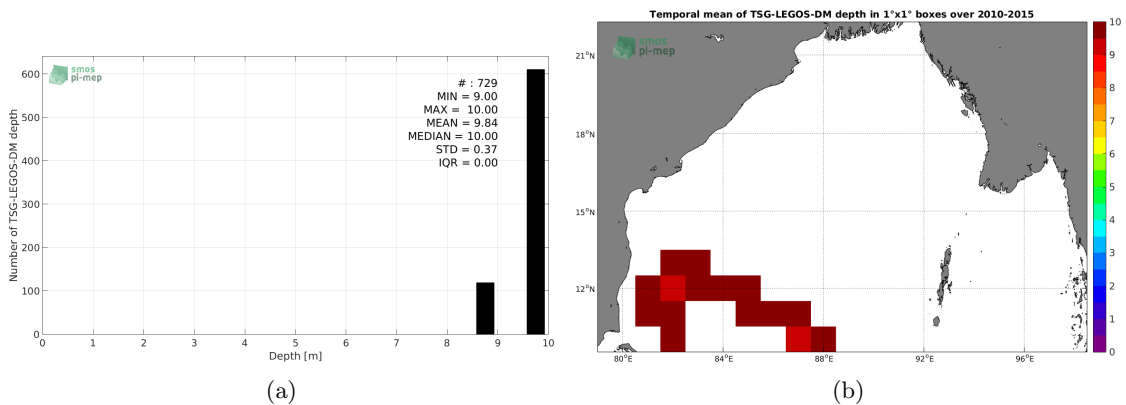 smos
pi-mep
# : 729
MIN = 9.00
MAX = 10.00
MEAN = 9.84
MEDIAN = 10.00
STD = 0.37
IQR = 0.00
Number of TSG-LEGOS-DM depth
600
500
400
300
200
100
0
0 1 2 3 4 5 6 7 8 9 10
Depth [m]
(a)
Temporal mean of TSG-LEGOS-DM depth in 1°x1° boxes over 2010-2015
smos
pi-mep
21°N
18°N
15°N
12°N
80°E 84°E 88°E 92°E 96°E
10
9
8
7
6
5
4
3
2
1
0
(b)